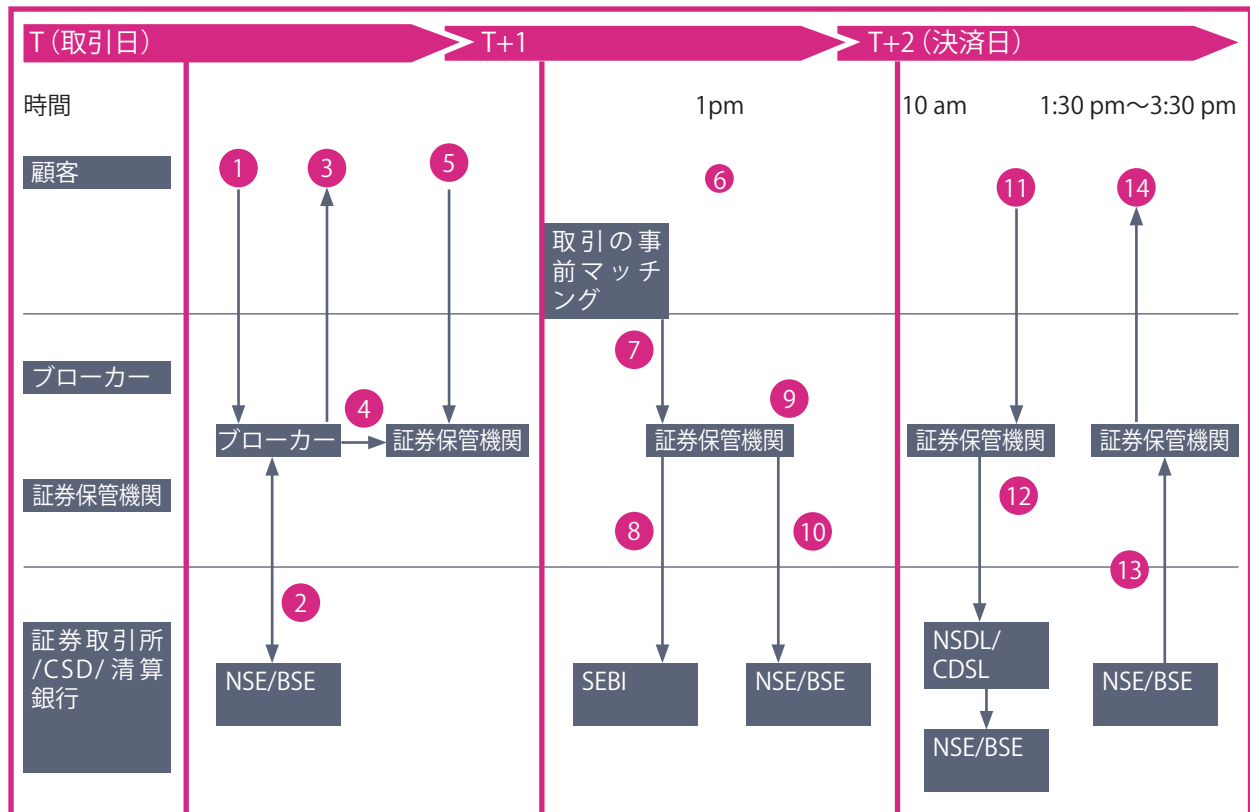 T（取引日）
T+1
T+2（決済日）
時間
1pm
10 am
1:30 pm～3:30 pm
顧客
1
3
5
6
11
14
取引の事
前マッチ
ング
ブローカー
7
4
9
ブローカー
証券保管機関
証券保管機関
証券保管機関
証券保管機関
証券保管機関
12
8
10
13
2
証券取引所
/CSD/清算
銀行
NSE/BSE
SEBI
NSE/BSE
NSDL/
CDSL
NSE/BSE
NSE/BSE